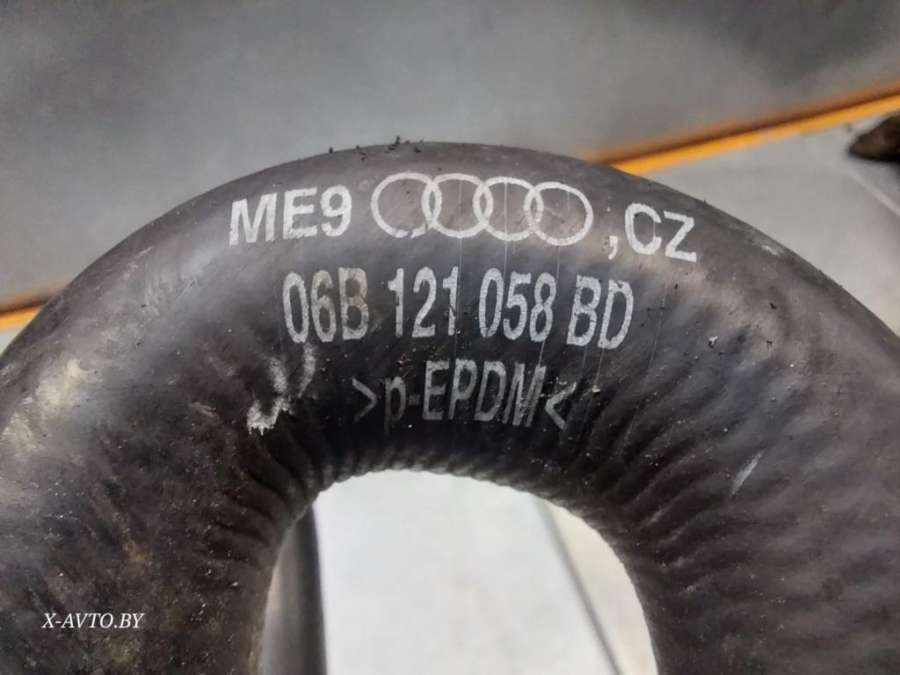 ME9 ,CZ
06B 121 058 BD
>p-EPDM<
X-AVTO.BY